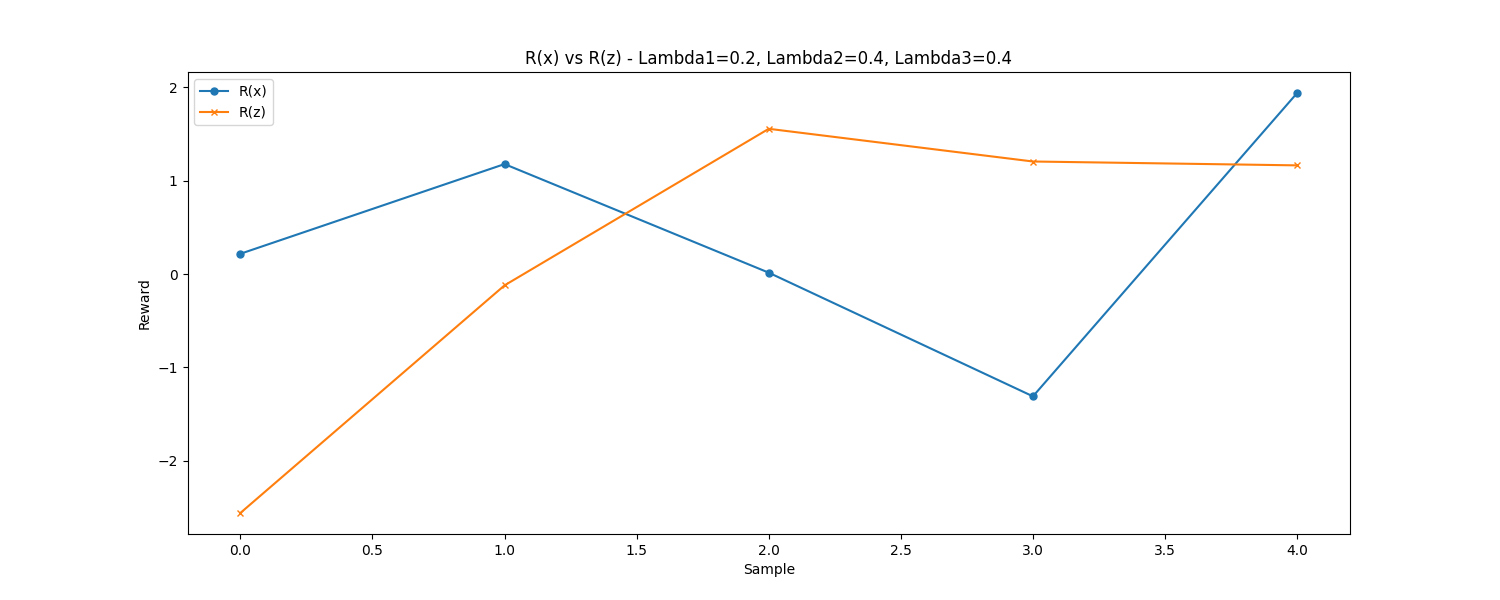 R(x) vs R(z) - Lambda1=0.2, Lambda2=0.4, Lambda3=0.4
R(x)
R(z)
2
1
0
−1
−2
Reward
0.0 0.5 1.0 1.5 2.0 2.5 3.0 3.5 4.0
Sample